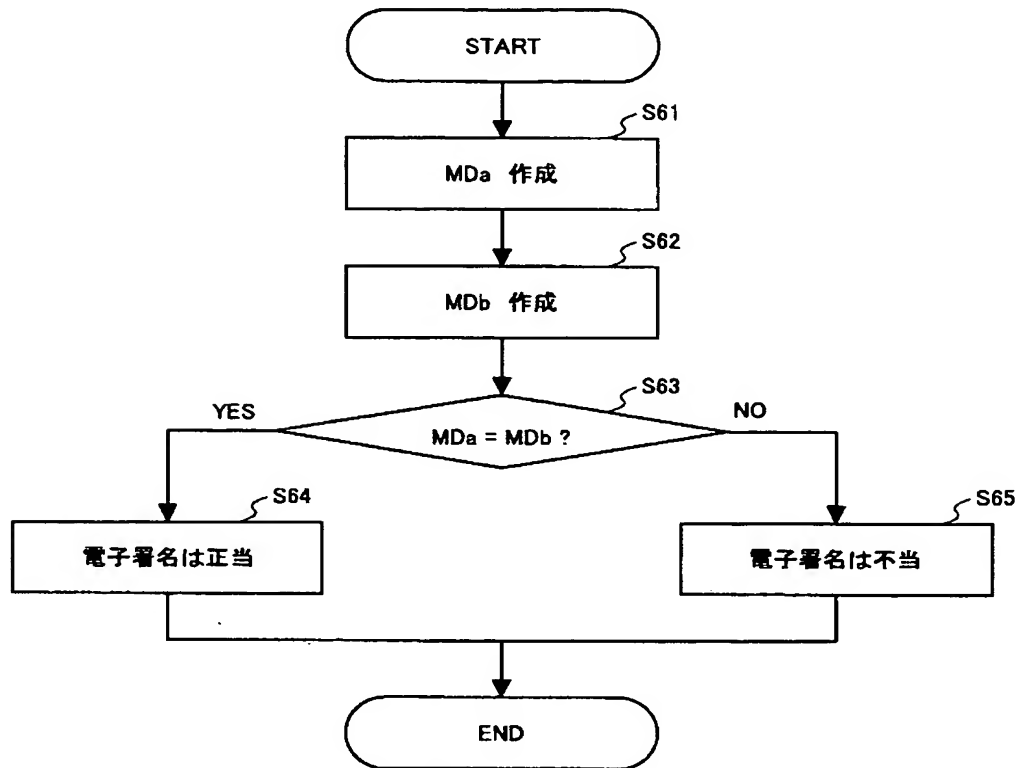 START
S61
MDa 作成
S62
MDb 作成
S63
YES
NO
MDa = MDb ?
S64
S65
電子署名は正当
電子署名は不当
END